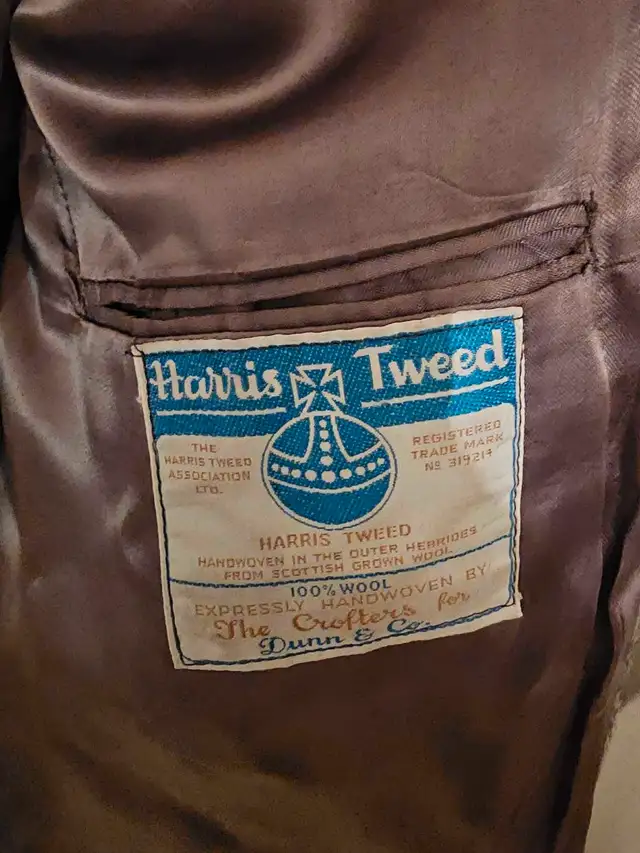 Harris Tweed
THE
HARRIS TWEED
ASSOCIATION
LTD.
REGISTERED
TRADE MARK
Nº 319214
HARRIS TWEED
HANDWOVEN IN THE OUTER HEBRIDES
FROM SCOTTISH GROWN WOOL
100% WOOL
EXPRESSLY HANDWOVEN BY
The Crofters for
Dunn & Co.